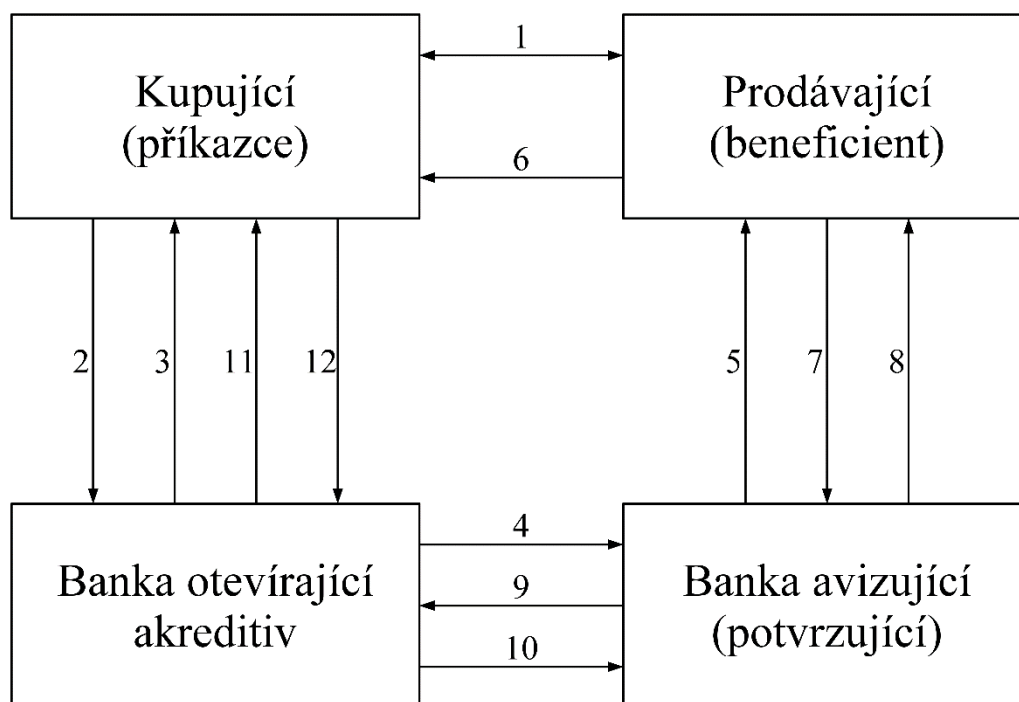 1
Kupující
(příkazce)
Prodávající
(beneficient)
6
2
3
11
12
5
7
8
4
Banka otevírající
akreditiv
9
Banka avizující
(potvrzující)
10